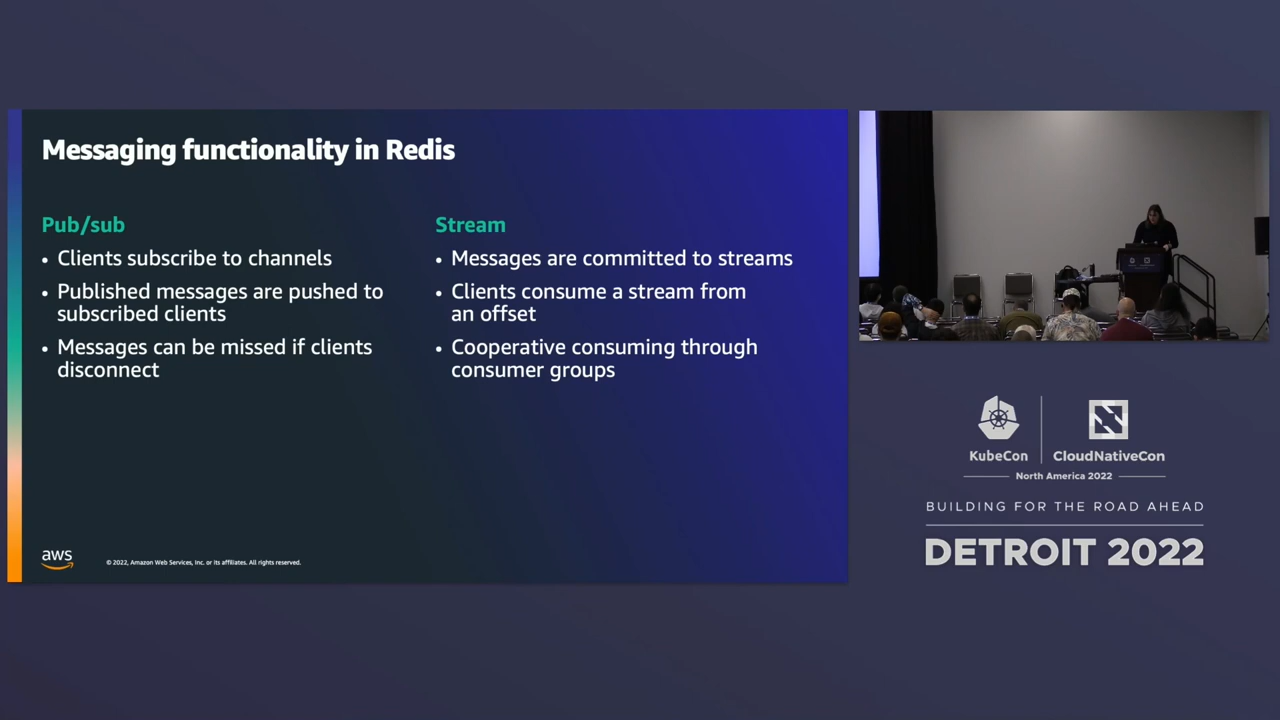 Messaging functionality in Redis
Pub/sub
• Clients subscribe to channels
• Published messages are pushed to
subscribed clients
• Messages can be missed if clients
disconnect
Stream
• Messages are committed to streams
• Clients consume a stream from
an offset
• Cooperative consuming through
consumer groups
aws
© 2022, Amazon Web Services, Inc. or its affiliates. All rights reserved.
KubeCon
CloudNativeCon
North America 2022
BUILDING FOR THE ROAD AHEAD
DETROIT 2022